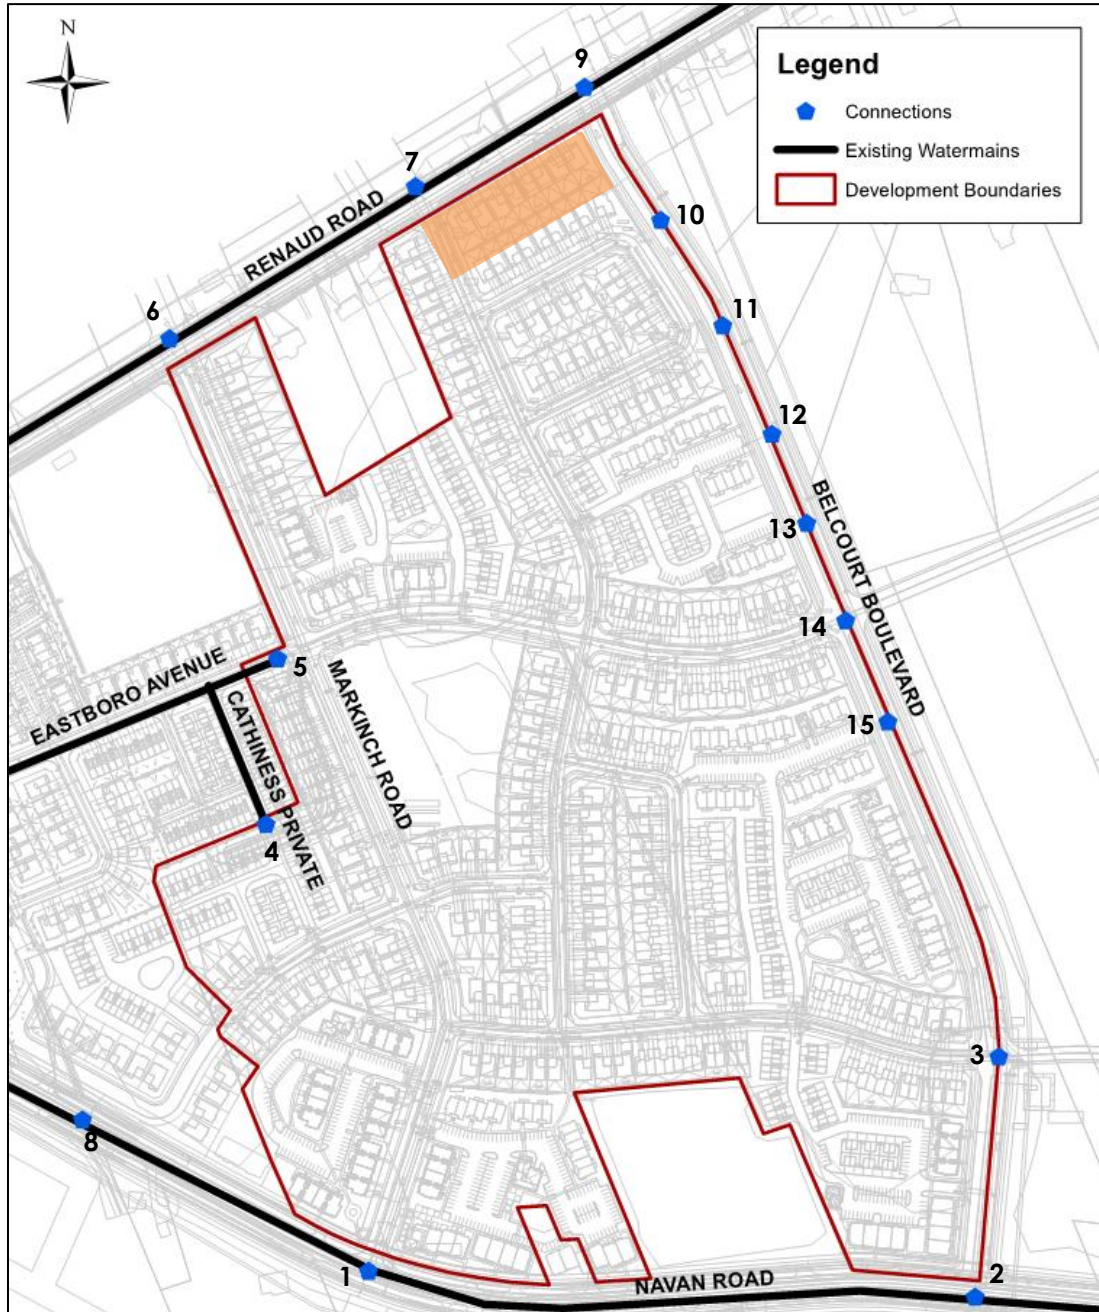 N
Legend
Connections
Existing Watermains
Development Boundaries
9
7
RENAUD ROAD
10
6
11
12
BELCOURT BOULEVARD
13
14
5
EASTBORO AVENUE
MARKINCH ROAD
CATHINESS PRIVATE
15
4
3
8
1
NAVAN ROAD
2